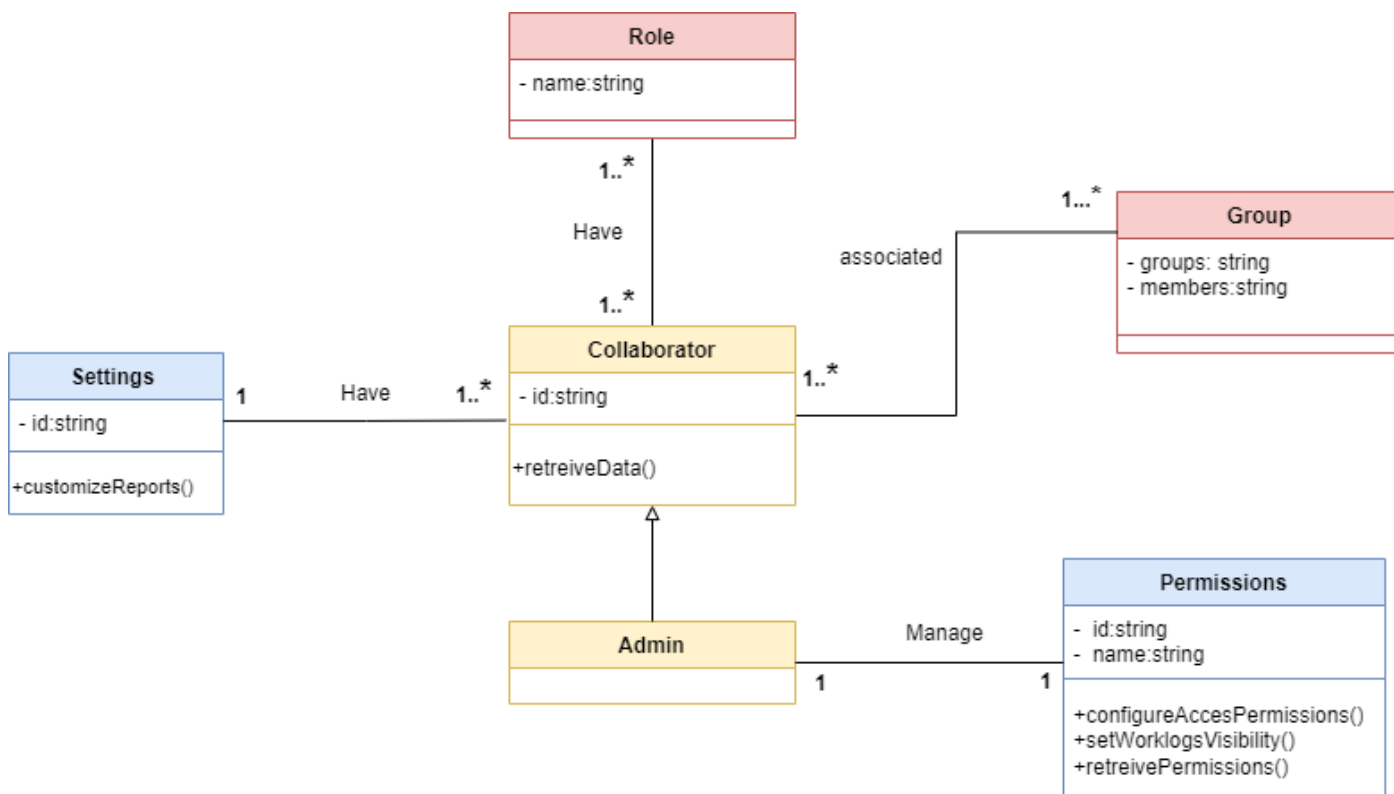 Role
- name:string
1..*
Have
1..*
1...*
Group
- groups: string
- members:string
associated
Settings
- id:string
+customizeReports()
1
Have
1..*
Collaborator
- id:string
+retreiveData()
1..*
Admin
Manage
1
1
Permissions
- id:string
- name:string
+configureAccesPermissions()
+setWorklogsVisibility()
+retreivePermissions()